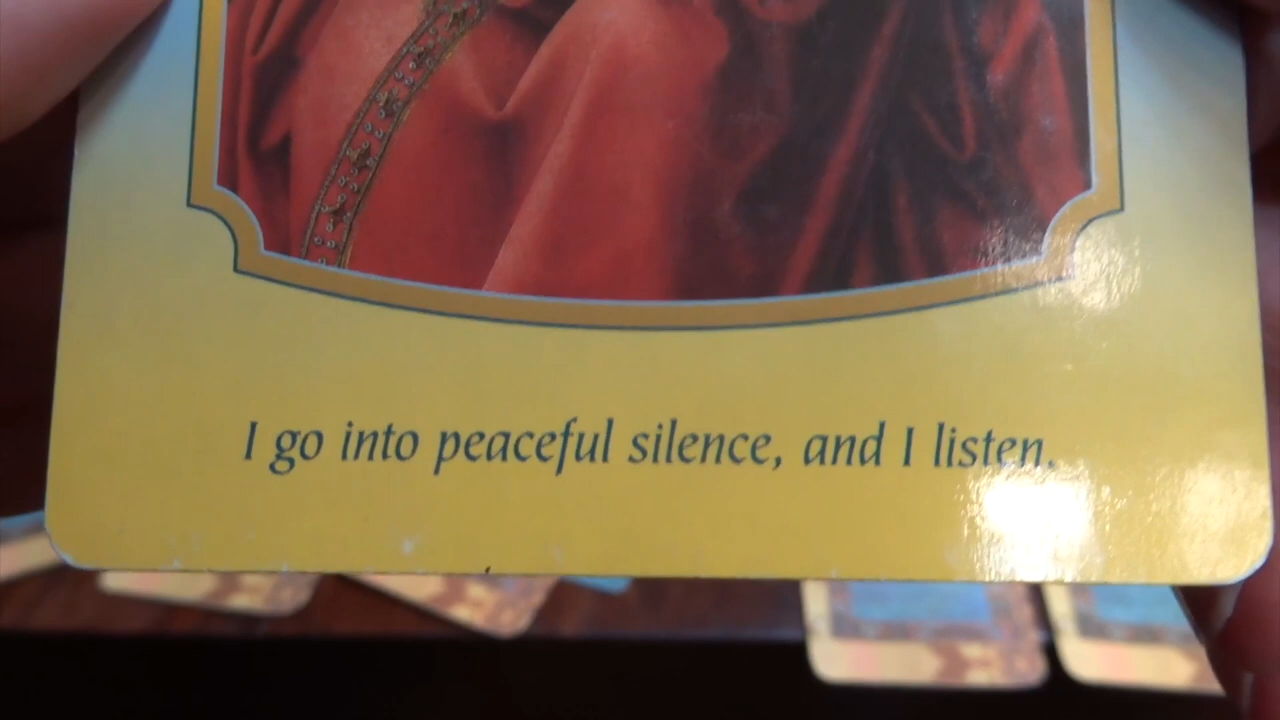 I go into peaceful silence, and I listen.